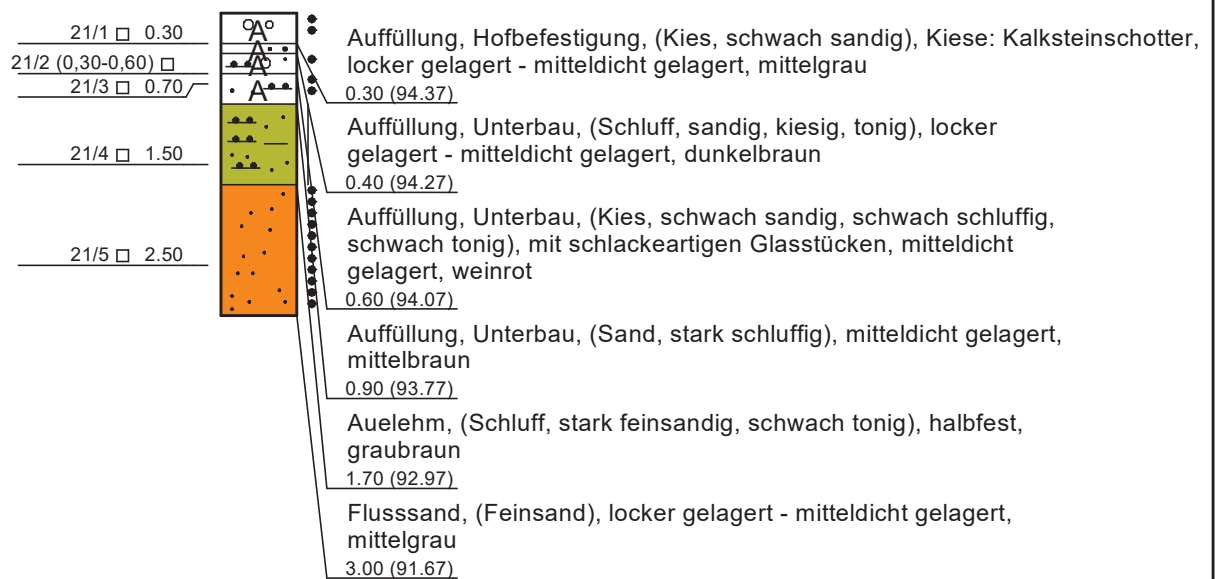 21/1 □ 0.30
21/2 (0,30-0,60) □
21/3 □ 0.70
21/4 □ 1.50
21/5 □ 2.50
A
A
A
A
Auffüllung, Hofbefestigung, (Kies, schwach sandig), Kiese: Kalksteinschotter,
locker gelagert - mitteldicht gelagert, mittelgrau
0.30 (94.37)
Auffüllung, Unterbau, (Schluff, sandig, kiesig, tonig), locker
gelagert - mitteldicht gelagert, dunkelbraun
0.40 (94.27)
Auffüllung, Unterbau, (Kies, schwach sandig, schwach schluffig,
schwach tonig), mit schlackeartigen Glasstücken, mitteldicht
gelagert, weinrot
0.60 (94.07)
Auffüllung, Unterbau, (Sand, stark schluffig), mitteldicht gelagert,
mittelbraun
0.90 (93.77)
Auelehm, (Schluff, stark feinsandig, schwach tonig), halbfest,
graubraun
1.70 (92.97)
Flusssand, (Feinsand), locker gelagert - mitteldicht gelagert,
mittelgrau
3.00 (91.67)